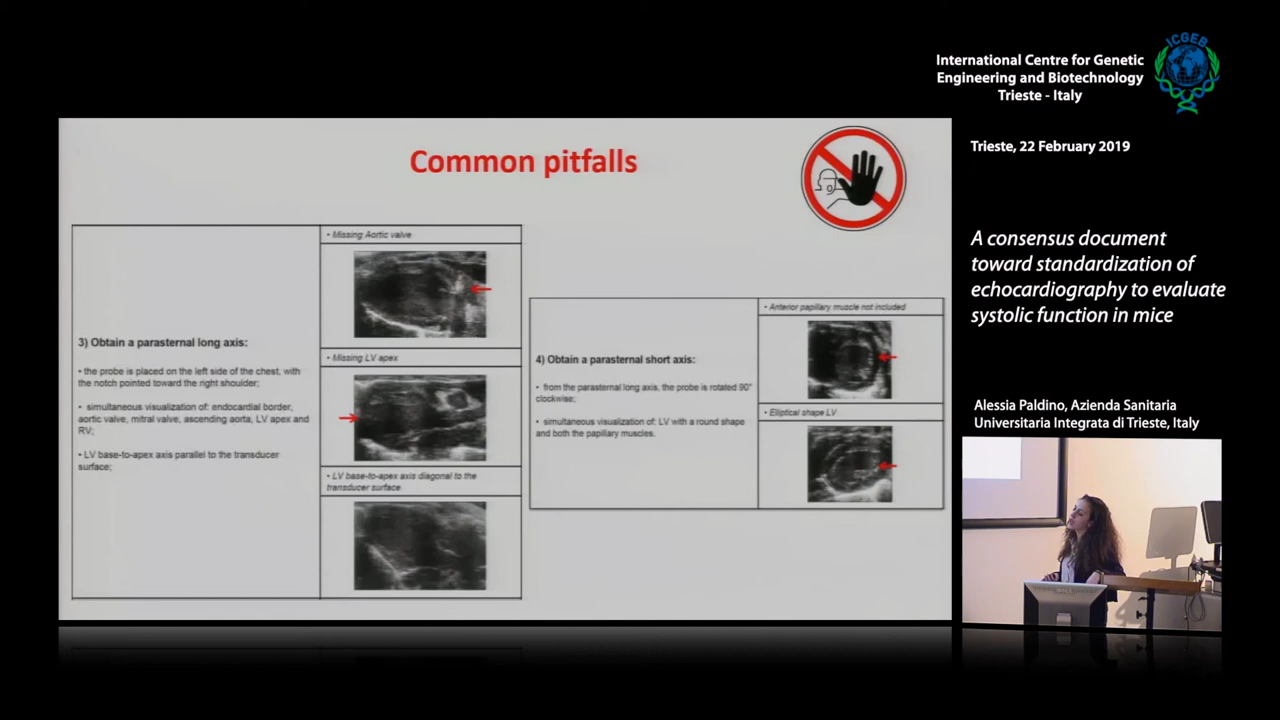 ICGEB
International Centre for Genetic
Engineering and Biotechnology
Trieste - Italy
Trieste, 22 February 2019
A consensus document
toward standardization of
echocardiography to evaluate
systolic function in mice
Alessia Paldino, Azienda Sanitaria
Universitaria Integrata di Trieste, Italy
Common pitfalls
3) Obtain a parasternal long axis:
• the probe is placed on the left side of the chest, with
the notch pointed toward the right shoulder;
• simultaneous visualization of: endocardial border,
aortic valve, mitral valve, ascending aorta, LV apex and
RV;
• LV base-to-apex axis parallel to the transducer
surface;
• Missing Aortic valve
• Missing LV apex
• LV base-to-apex axis diagonal to the
transducer surface
4) Obtain a parasternal short axis:
• from the parasternal long axis, the probe is rotated 90°
clockwise;
• simultaneous visualization of: LV with a round shape
and both the papillary muscles.
• Anterior papillary muscle not included
• Elliptical shape LV